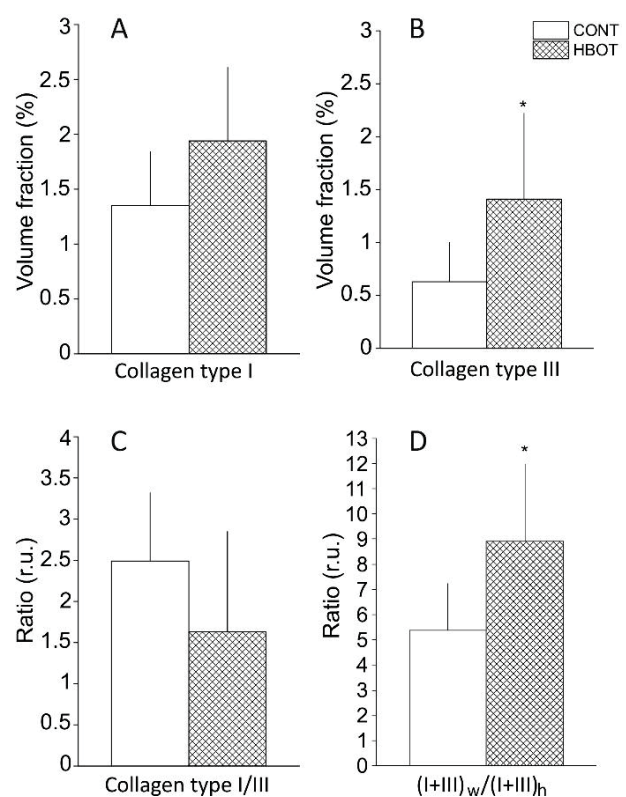 A
3
2.5
2
1.5
1
0.5
0
Volume fraction (%)
Collagen type I
B
CONT
HBOT
3
2.5
2
1.5
1
0.5
0
*
Volume fraction (%)
Collagen type III
C
4.5
4
3.5
3
2.5
2
1.5
1
0.5
0
Ratio (r.u.)
Collagen type I/III
D
13
12
11
10
9
8
7
6
5
4
3
2
1
0
*
Ratio (r.u.)
(I+III)w/(I+III)h